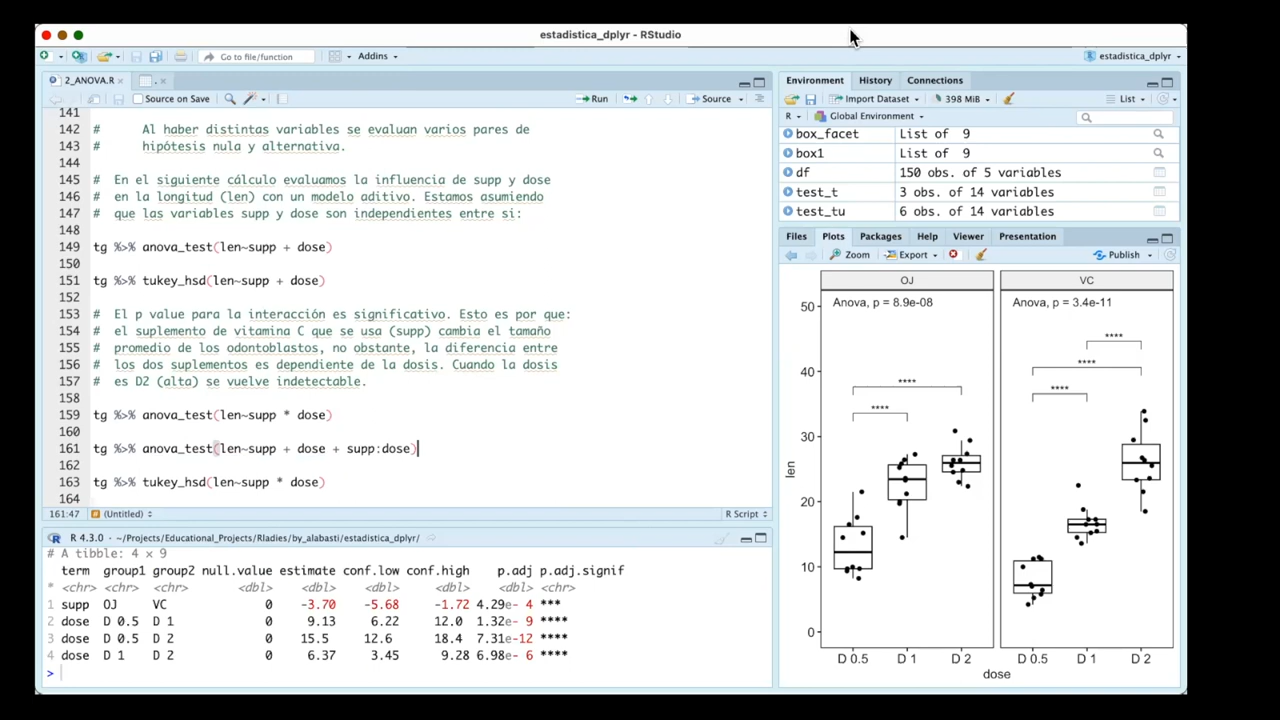 estadistica_dplyr - RStudio
Go to file/function
Addins
estadistica_dplyr
2_ANOVA.R
.
Source on Save
Run
Source
141
142 # Al haber distintas variables se evaluan varios pares de
143 # hipótesis nula y alternativa.
144
145 # En el siguiente cálculo evaluamos la influencia de supp y dose
146 # en la longitud (len) con un modelo aditivo. Estamos asumiendo
147 # que las variables supp y dose son independientes entre si:
148
149 tg %>% anova_test(len~supp + dose)
150
151 tg %>% tukey_hsd(len~supp + dose)
152
153 # El p value para la interacción es significativo. Esto es por que:
154 # el suplemento de vitamina C que se usa (supp) cambia el tamaño
155 # promedio de los odontoblastos, no obstante, la diferencia entre
156 # los dos suplementos es dependiente de la dosis. Cuando la dosis
157 # es D2 (alta) se vuelve indetectable.
158
159 tg %>% anova_test(len~supp * dose)
160
161 tg %>% anova_test(len~supp + dose + supp:dose)
162
163 tg %>% tukey_hsd(len~supp * dose)
164
161:47 (Untitled) R Script
R 4.3.0 · ~/Projects/Educational_Projects/Rladies/by_alabasti/estadistica_dplyr/
# A tibble: 4 × 9
term group1 group2 null.value estimate conf.low conf.high p.adj p.adj.signif
* <chr> <chr> <chr> <dbl> <dbl> <dbl> <dbl> <dbl> <chr>
1 supp OJ VC 0 -3.70 -5.68 -1.72 4.29e- 4 ***
2 dose D 0.5 D 1 0 9.13 6.22 12.0 1.32e- 9 ****
3 dose D 0.5 D 2 0 15.5 12.6 18.4 7.31e-12 ****
4 dose D 1 D 2 0 6.37 3.45 9.28 6.98e- 6 ****
>
Environment History Connections
Import Dataset 398 MiB List
R Global Environment
box_facet List of 9
box1 List of 9
df 150 obs. of 5 variables
test_t 3 obs. of 14 variables
test_tu 6 obs. of 14 variables
Files Plots Packages Help Viewer Presentation
Zoom Export Publish
OJ VC
Anova, p = 8.9e-08 Anova, p = 3.4e-11
50
40
30
20
10
0
len
**** ****
**** **** ****
D 0.5 D 1 D 2 D 0.5 D 1 D 2
dose